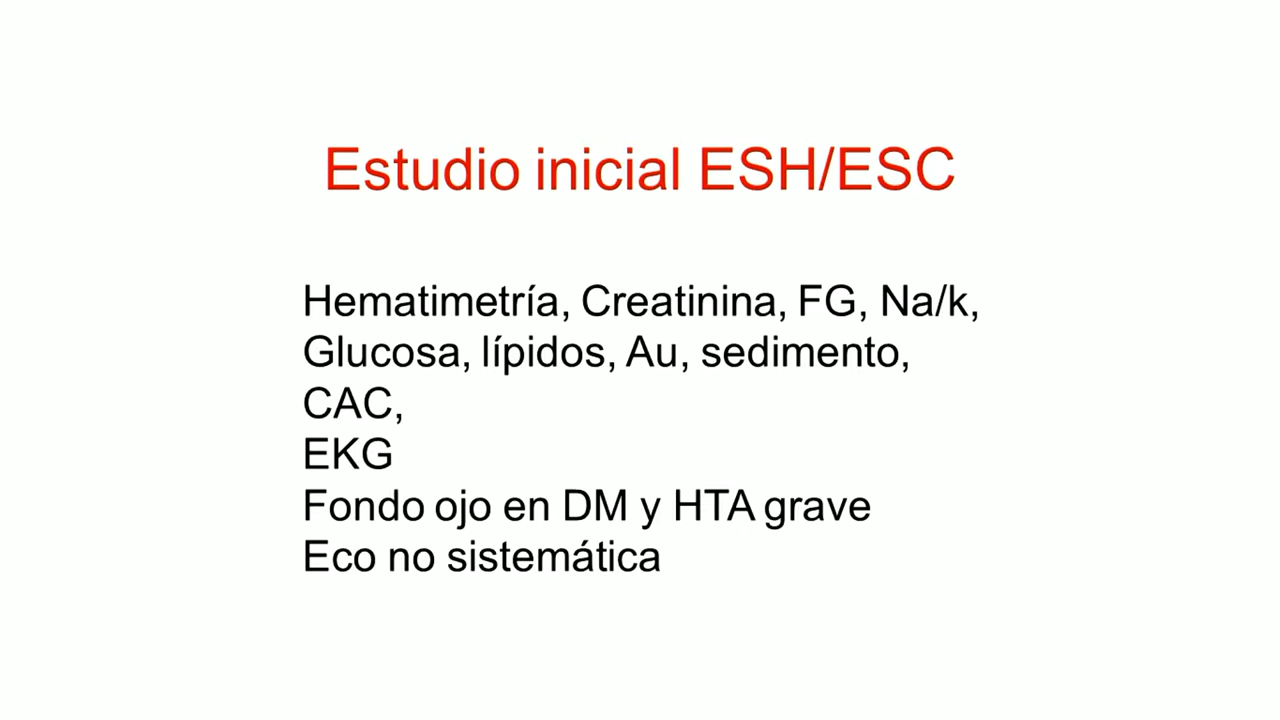 Estudio inicial ESH/ESC
Hematimetría, Creatinina, FG, Na/k,
Glucosa, lípidos, Au, sedimento,
CAC,
EKG
Fondo ojo en DM y HTA grave
Eco no sistemática